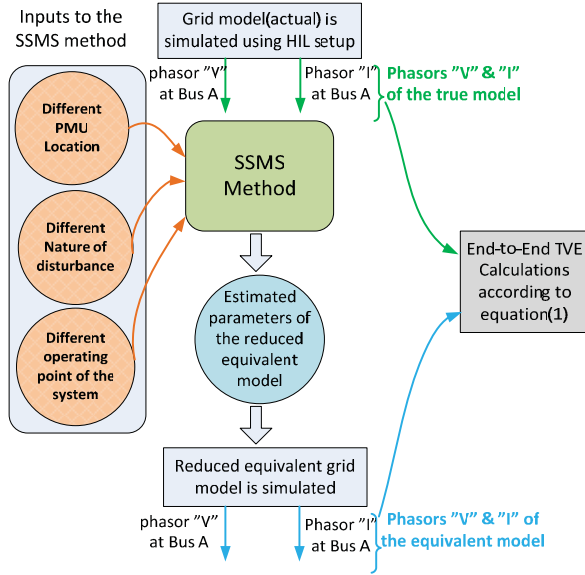 Inputs to the
SSMS method
Different
PMU
Location
Different
Nature of
disturbance
Different
operating
point of the
system
Grid model(actual) is
simulated using HIL setup
phasor ”V”
at Bus A
Phasor ”I”
at Bus A
Phasors ”V” & ”I”
of the true model
SSMS
Method
Estimated
parameters of
the reduced
equivalent
model
Reduced equivalent grid
model is simulated
phasor ”V”
at Bus A
Phasor ”I”
at Bus A
Phasors ”V” & ”I” of
the equivalent model
End-to-End TVE
Calculations
according to
equation(1)